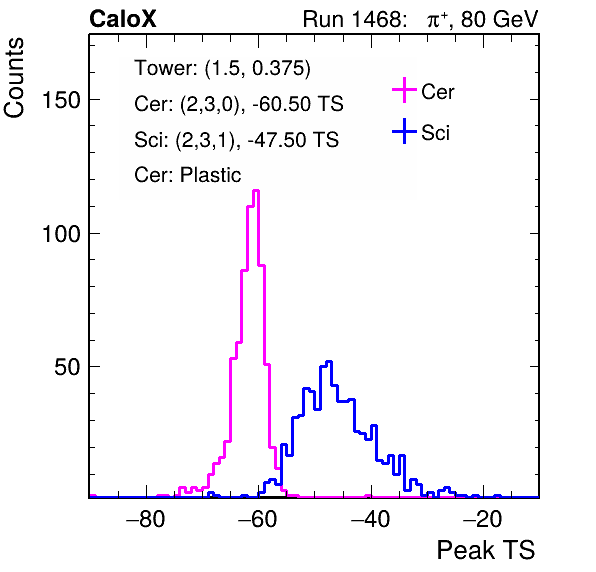 CaloX Run 1468: π⁺, 80 GeV
Counts
Tower: (1.5, 0.375)
Cer: (2,3,0), -60.50 TS
Sci: (2,3,1), -47.50 TS
Cer: Plastic
Cer
Sci
150
100
50
−80 −60 −40 −20
Peak TS